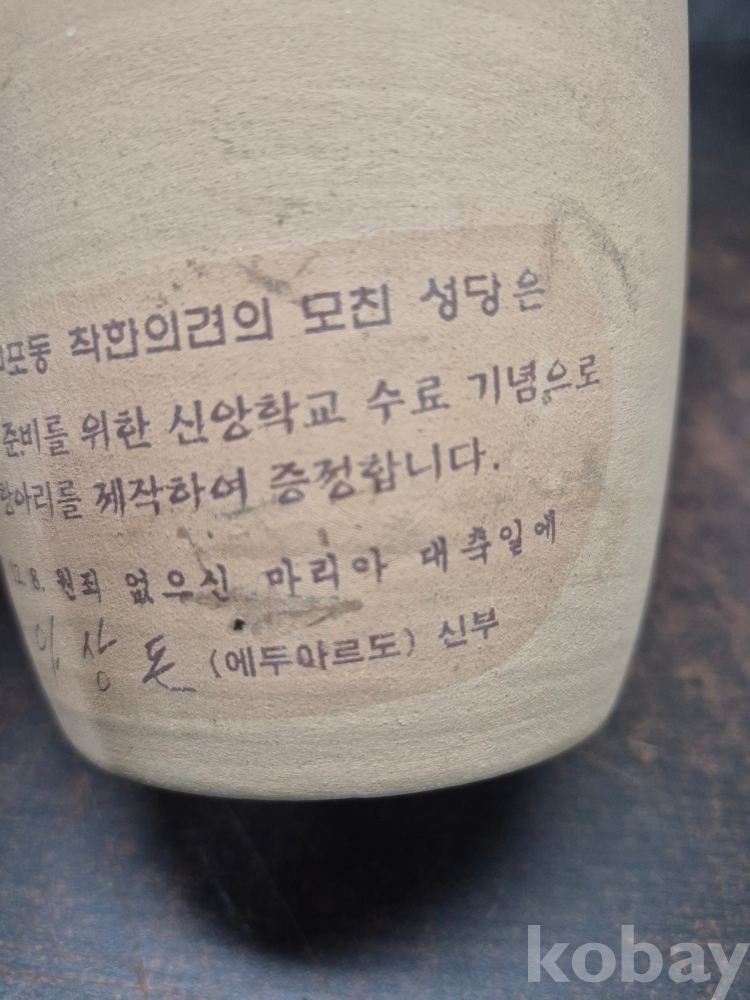 포동 착한의견의 모친 성당은
준비를 위한 신앙학교 수료 기념으로
항아리를 제작하여 증정합니다.
8. 원죄 없으신 마리아 대축일에
이상돈 (에두아르도) 신부
kobay